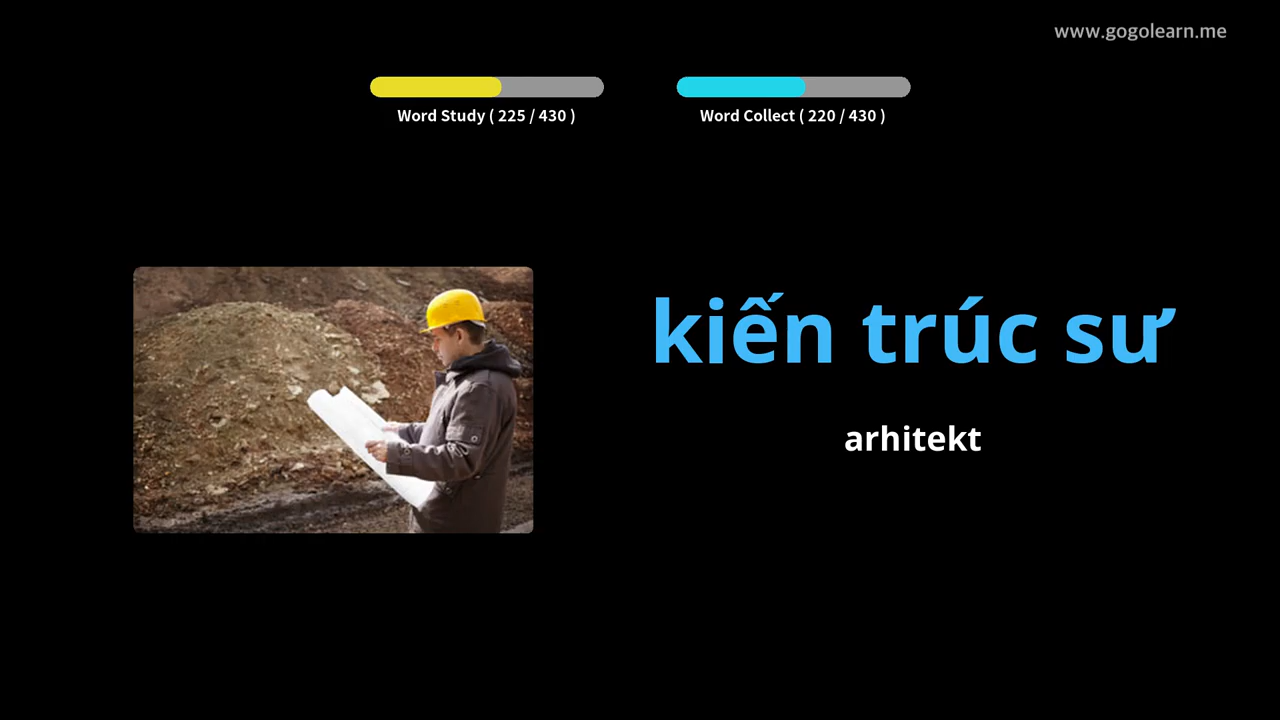 www.gogolearn.me
Word Study ( 225 / 430 )
Word Collect ( 220 / 430 )
kiến trúc sư
arhitekt